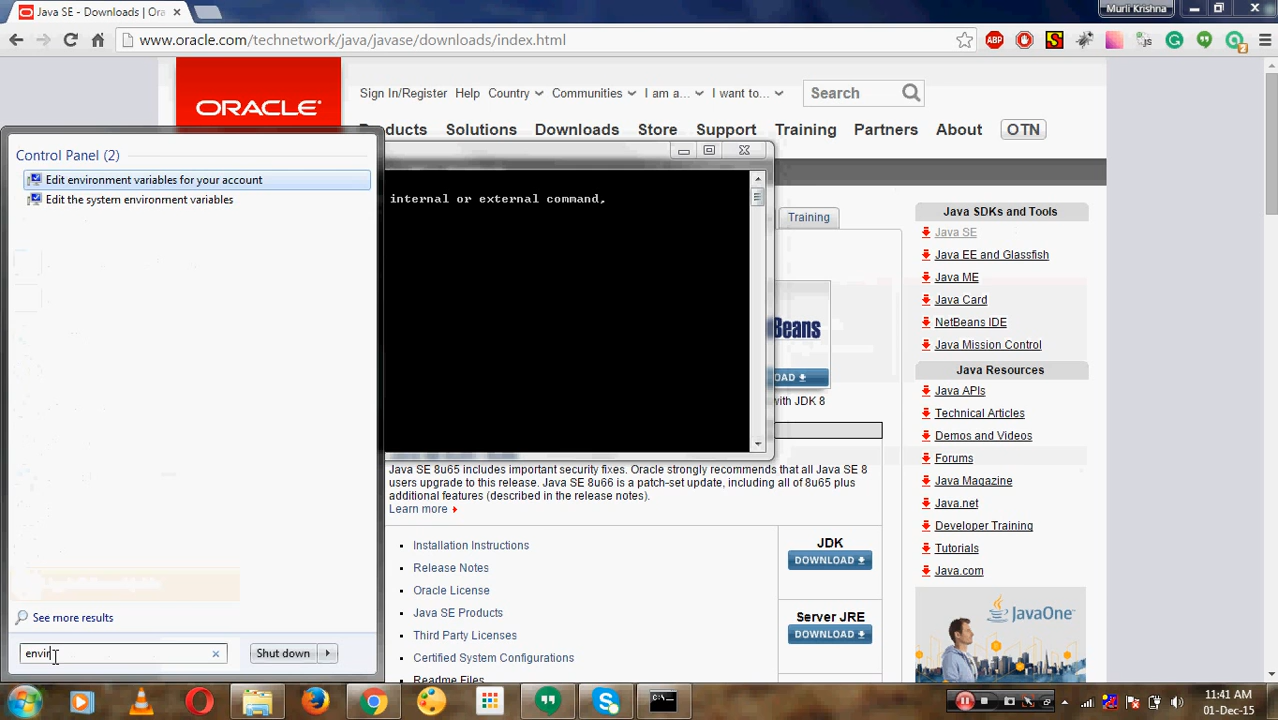 Java SE - Downloads | Ora
Murli Krishna
www.oracle.com/technetwork/java/javase/downloads/index.html
ABP
S
js
G
2
ORACLE
Sign In/Register Help Country Communities I am a... I want to... Search
Products Solutions Downloads Store Support Training Partners About OTN
Control Panel (2)
Edit environment variables for your account
Edit the system environment variables
internal or external command,
Training
Java SDKs and Tools
Java SE
Java EE and Glassfish
Java ME
Java Card
NetBeans IDE
Java Mission Control
Java Resources
Java APIs
Technical Articles
Demos and Videos
Forums
Java Magazine
Java.net
Developer Training
Tutorials
Java.com
with JDK 8
Java SE 8u65 includes important security fixes. Oracle strongly recommends that all Java SE 8
users upgrade to this release. Java SE 8u66 is a patch-set update, including all of 8u65 plus
additional features (described in the release notes).
Learn more
Installation Instructions
Release Notes
Oracle License
Java SE Products
Third Party Licenses
Certified System Configurations
Readme Files
JDK
DOWNLOAD
Server JRE
DOWNLOAD
Java
JavaOne
See more results
envir
Shut down
11:41 AM
01-Dec-15